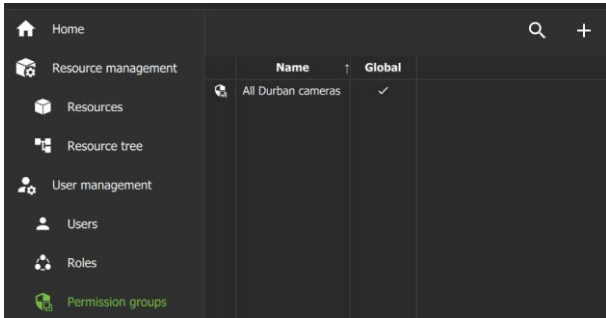 Home
Resource management
Resources
Resource tree
User management
Users
Roles
Permission groups
Name ↑ Global
All Durban cameras ✓